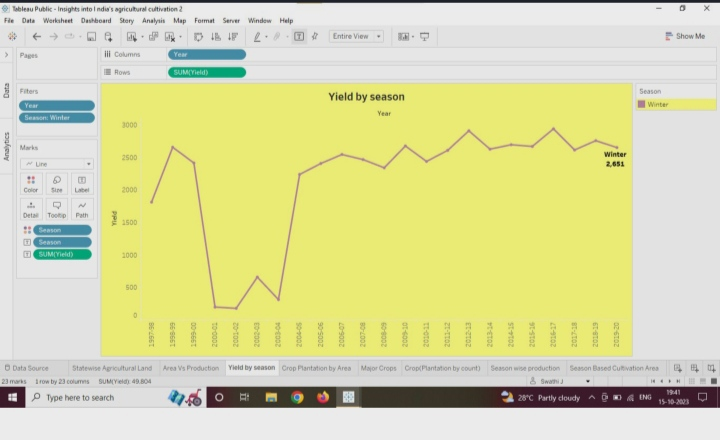 Tableau Public - Insights into I ndia's agricultural cultivation 2
File Data Worksheet Dashboard Story Analysis Map Format Server Window Help
Entire View
Show Me
Pages
Columns Year
Rows SUM(Yield)
Data
Analytics
Filters
Year
Season: Winter
Marks
Line
Color Size Label
Detail Tooltip Path
Season
Season
SUM(Yield)
Yield by season
Year
Yield
3000
2500
2000
1500
1000
500
0
Winter
2,651
1997-98 1998-99 1999-00 2000-01 2001-02 2002-03 2003-04 2004-05 2005-06 2006-07 2007-08 2008-09 2009-10 2010-11 2011-12 2012-13 2013-14 2014-15 2015-16 2016-17 2017-18 2018-19 2019-20
Season
Winter
Data Source Statewise Agricultural Land Area Vs Production Yield by season Crop Plantation by Area Major Crops Crop(Plantation by count) Season wise production Season Based Cultivation Area
23 marks 1 row by 23 columns SUM(Yield): 49,804 Swathi J
Type here to search
28°C Partly cloudy ENG 19:41
15-10-2023